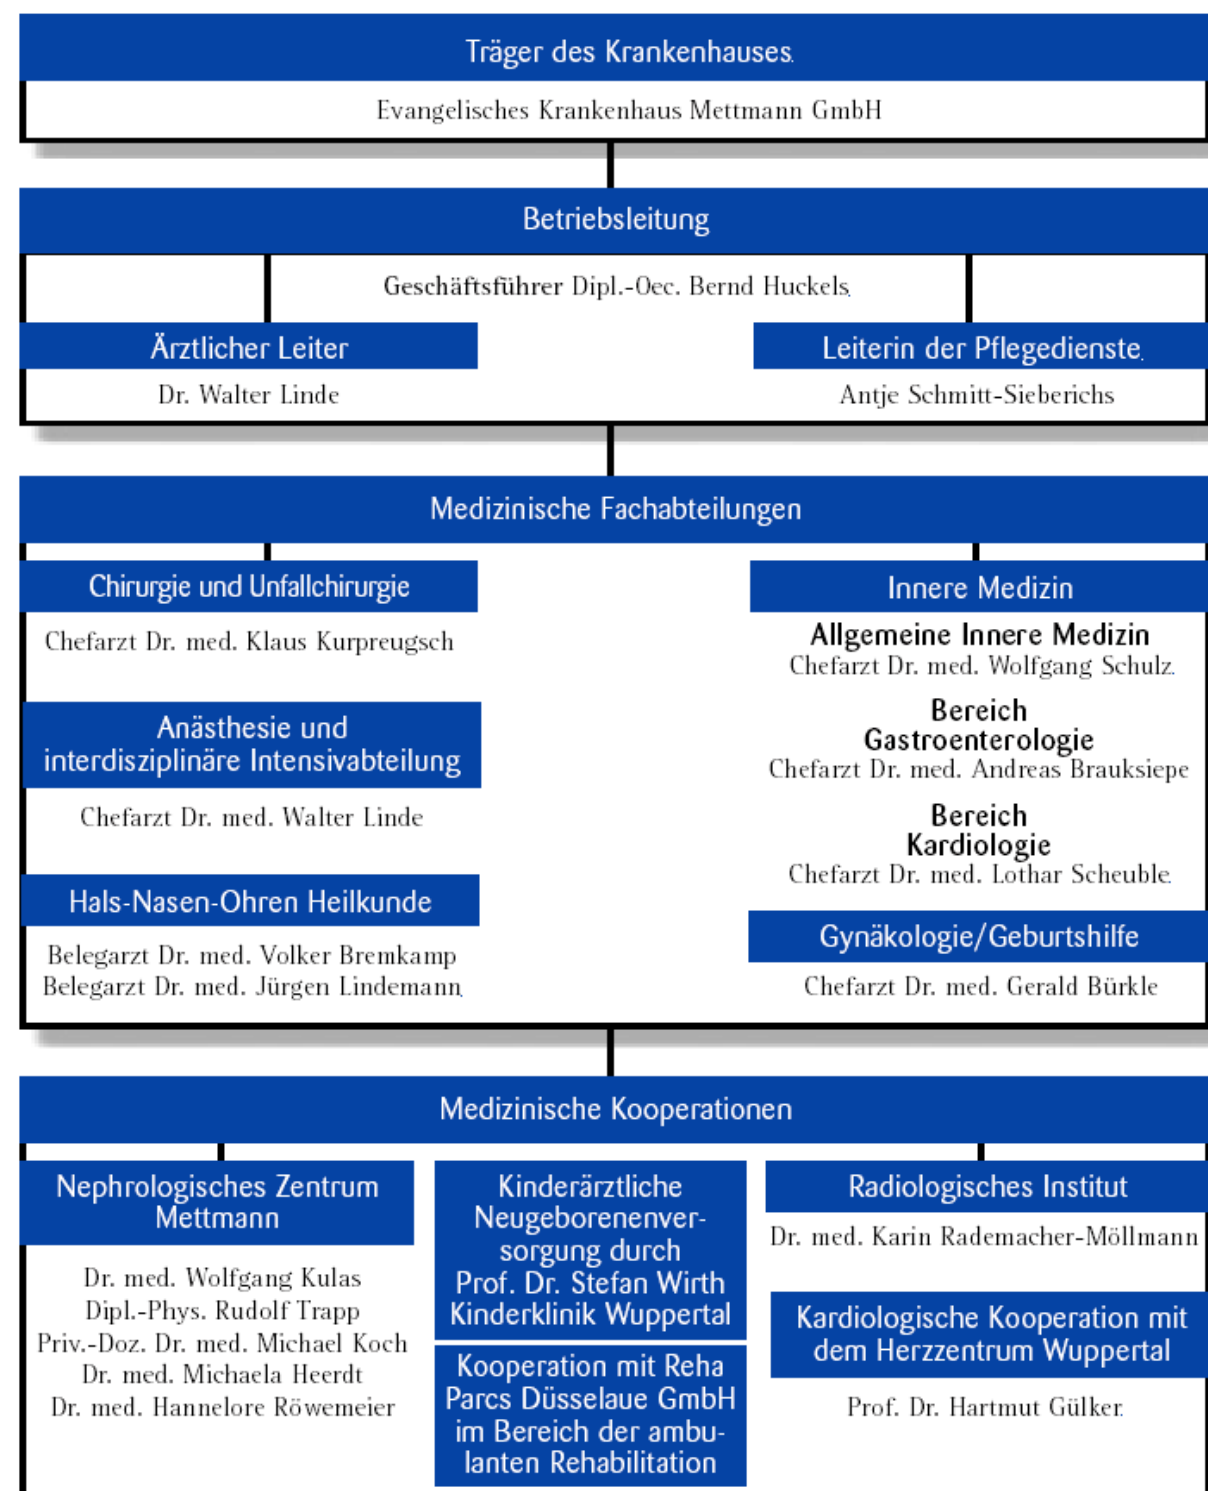 Träger des Krankenhauses
Evangelisches Krankenhaus Mettmann GmbH
Betriebsleitung
Geschäftsführer Dipl.-Oec. Bernd Huckels
Ärztlicher Leiter
Dr. Walter Linde
Leiterin der Pflegedienste
Antje Schmitt-Sieberichs
Medizinische Fachabteilungen
Chirurgie und Unfallchirurgie
Chefarzt Dr. med. Klaus Kurpreugsch
Anästhesie und
interdisziplinäre Intensivabteilung
Chefarzt Dr. med. Walter Linde
Hals-Nasen-Ohren Heilkunde
Belegarzt Dr. med. Volker Bremkamp
Belegarzt Dr. med. Jürgen Lindemann
Innere Medizin
Allgemeine Innere Medizin
Chefarzt Dr. med. Wolfgang Schulz
Bereich
Gastroenterologie
Chefarzt Dr. med. Andreas Brauksiepe
Bereich
Kardiologie
Chefarzt Dr. med. Lothar Scheuble
Gynäkologie/Geburtshilfe
Chefarzt Dr. med. Gerald Bürkle
Medizinische Kooperationen
Nephrologisches Zentrum
Mettmann
Dr. med. Wolfgang Kulas
Dipl.-Phys. Rudolf Trapp
Priv.-Doz. Dr. med. Michael Koch
Dr. med. Michaela Heerdt
Dr. med. Hannelore Röwemeier
Kinderärztliche
Neugeborenenver-
sorgung durch
Prof. Dr. Stefan Wirth
Kinderklinik Wuppertal
Kooperation mit Reha
Parcs Düsselaue GmbH
im Bereich der ambu-
lanten Rehabilitation
Radiologisches Institut
Dr. med. Karin Rademacher-Möllmann
Kardiologische Kooperation mit
dem Herzzentrum Wuppertal
Prof. Dr. Hartmut Gülker